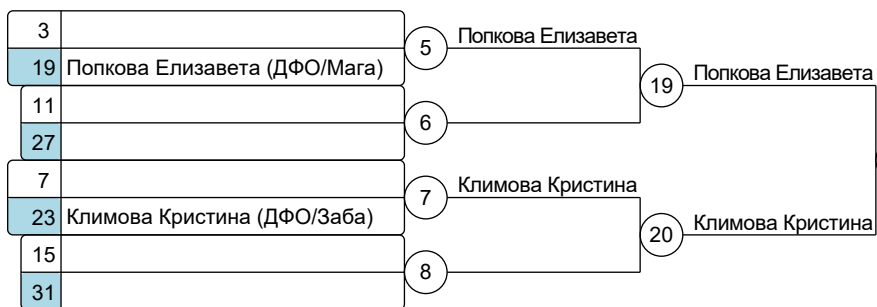 3
5 Попкова Елизавета
19 Попкова Елизавета (ДФО/Мага)
19 Попкова Елизавета
11
6
27
7
7 Климова Кристина
23 Климова Кристина (ДФО/Заба)
20 Климова Кристина
15
8
31